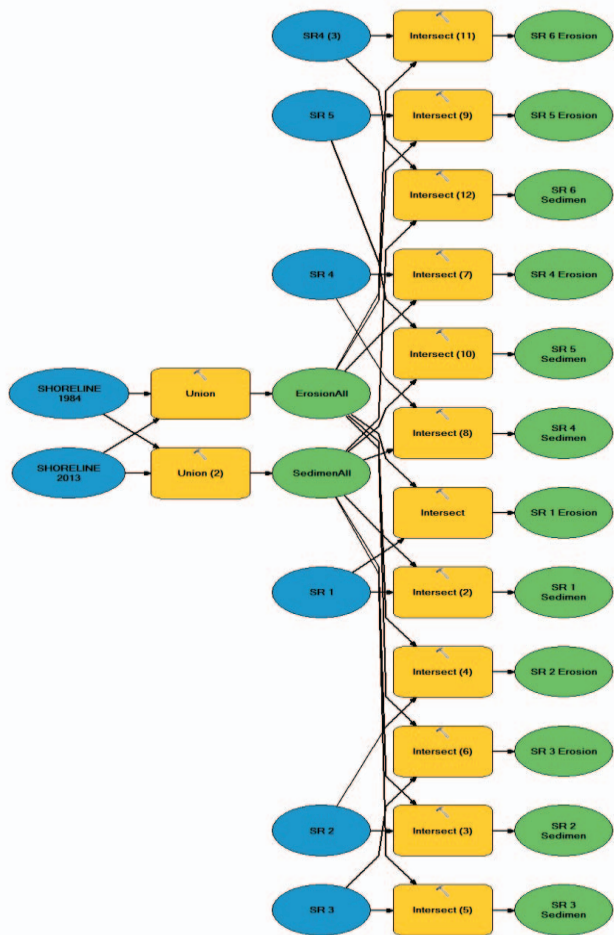 SR4 (3)
Intersect (11)
SR 6 Erosion
SR 5
Intersect (9)
SR 5 Erosion
Intersect (12)
SR 6
Sedimen
SR 4
Intersect (7)
SR 4 Erosion
Intersect (10)
SR 5
Sedimen
SHORELINE
1984
Union
ErosionAll
Intersect (8)
SR 4
Sedimen
SHORELINE
2013
Union (2)
SedimenAll
Intersect
SR 1 Erosion
SR 1
Intersect (2)
SR 1
Sedimen
Intersect (4)
SR 2 Erosion
Intersect (6)
SR 3 Erosion
SR 2
Intersect (3)
SR 2
Sedimen
SR 3
Intersect (5)
SR 3
Sedimen